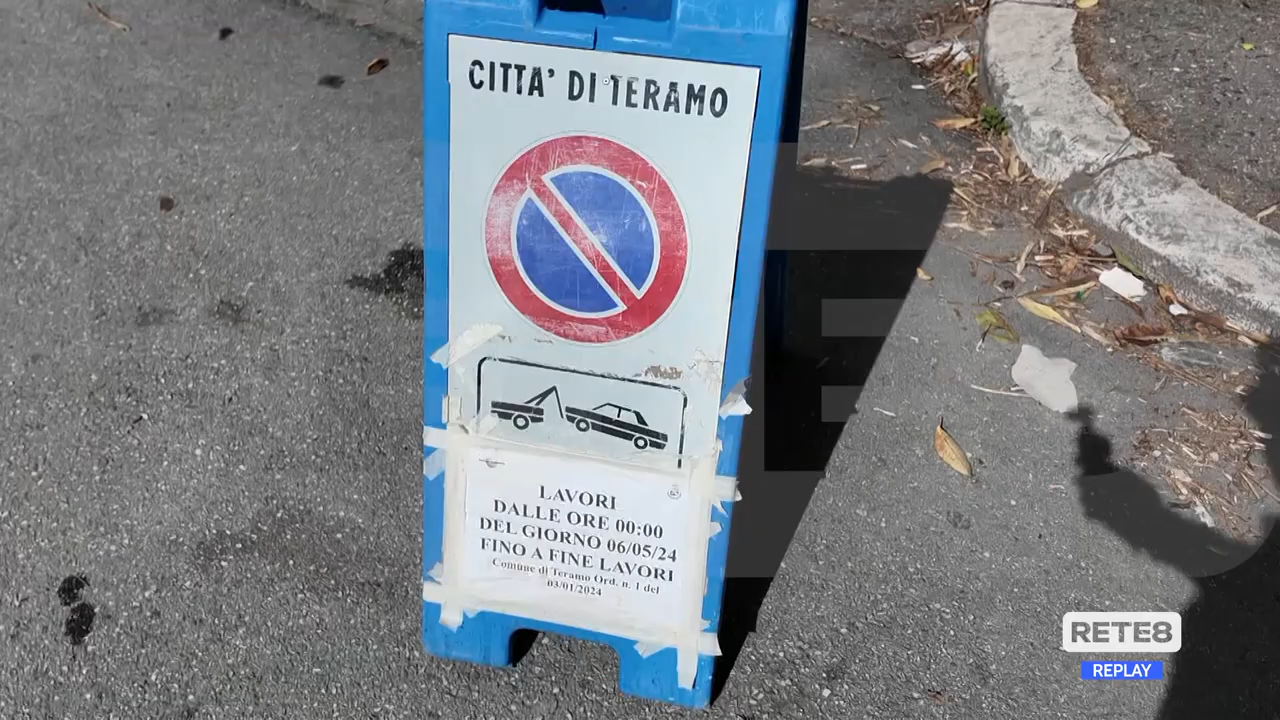 CITTA' DI TERAMO
LAVORI
DALLE ORE 00:00
DEL GIORNO 06/05/24
FINO A FINE LAVORI
Comune di Teramo Ord. n. 1 del
03/01/2024
RETE8
REPLAY